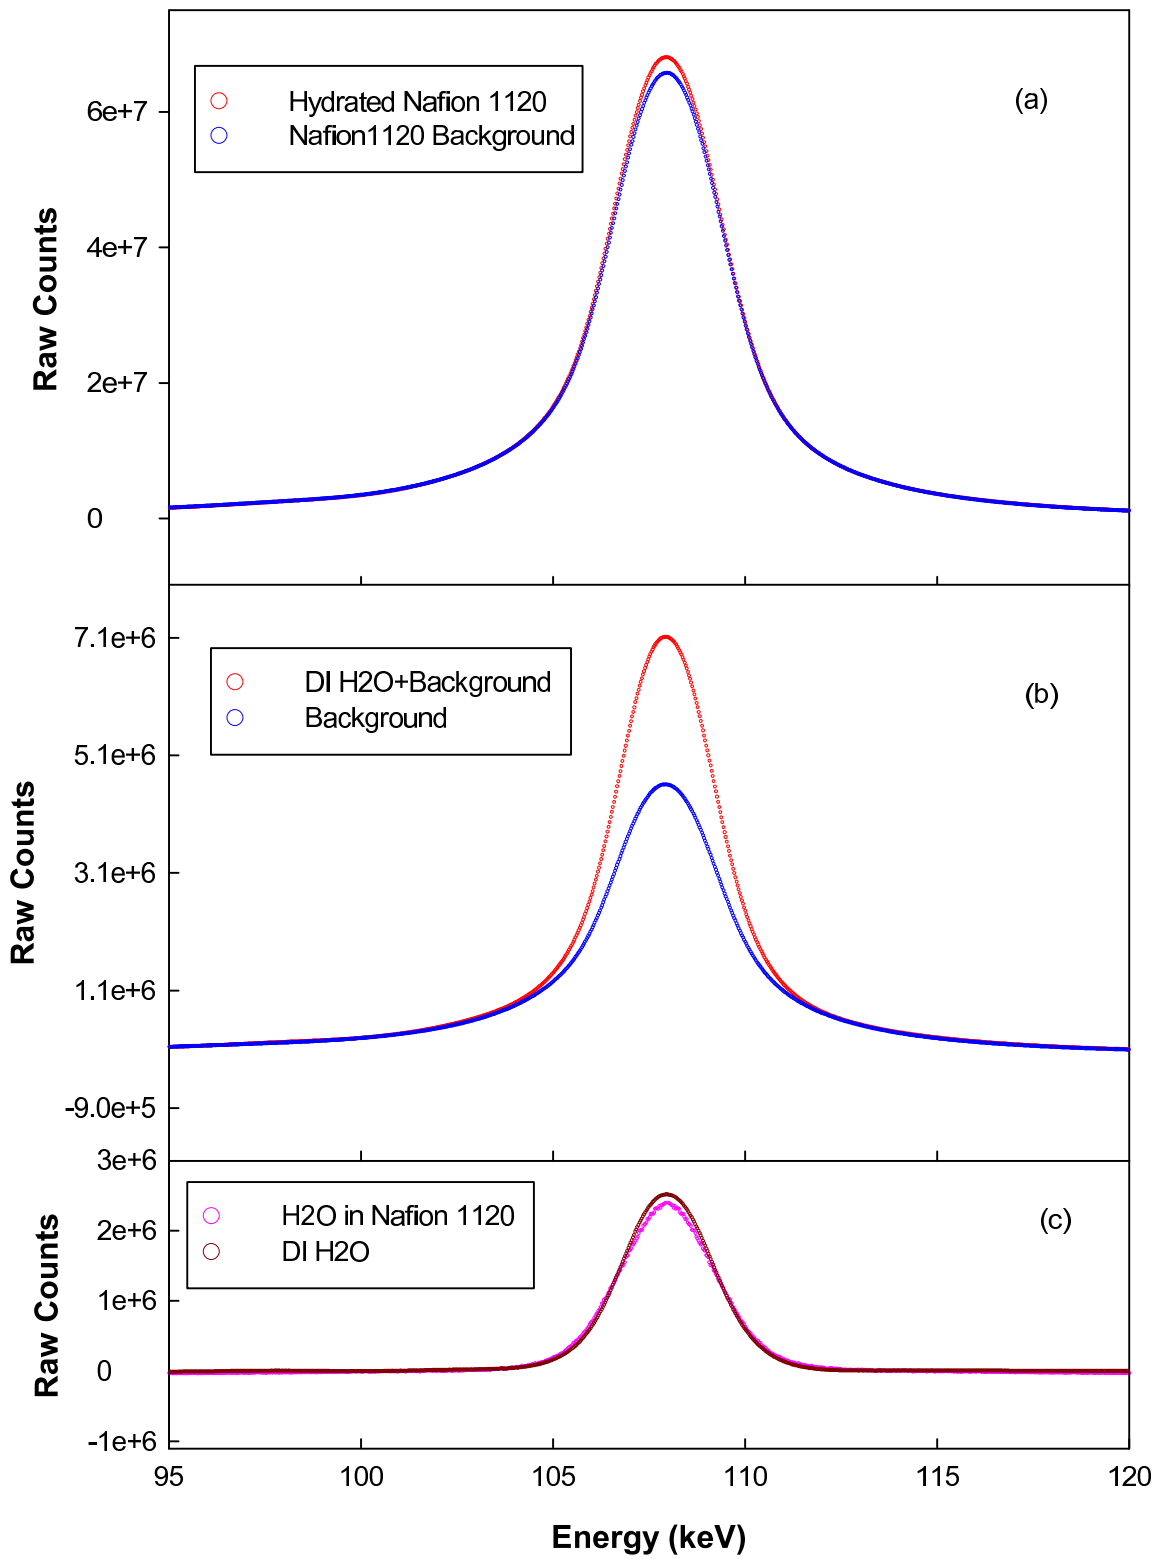 Hydrated Nafion 1120
Nafion1120 Background
(a)
6e+7
4e+7
2e+7
0
Raw Counts
DI H2O+Background
Background
(b)
7.1e+6
5.1e+6
3.1e+6
1.1e+6
-9.0e+5
Raw Counts
H2O in Nafion 1120
DI H2O
(c)
3e+6
2e+6
1e+6
0
-1e+6
Raw Counts
95 100 105 110 115 120
Energy (keV)